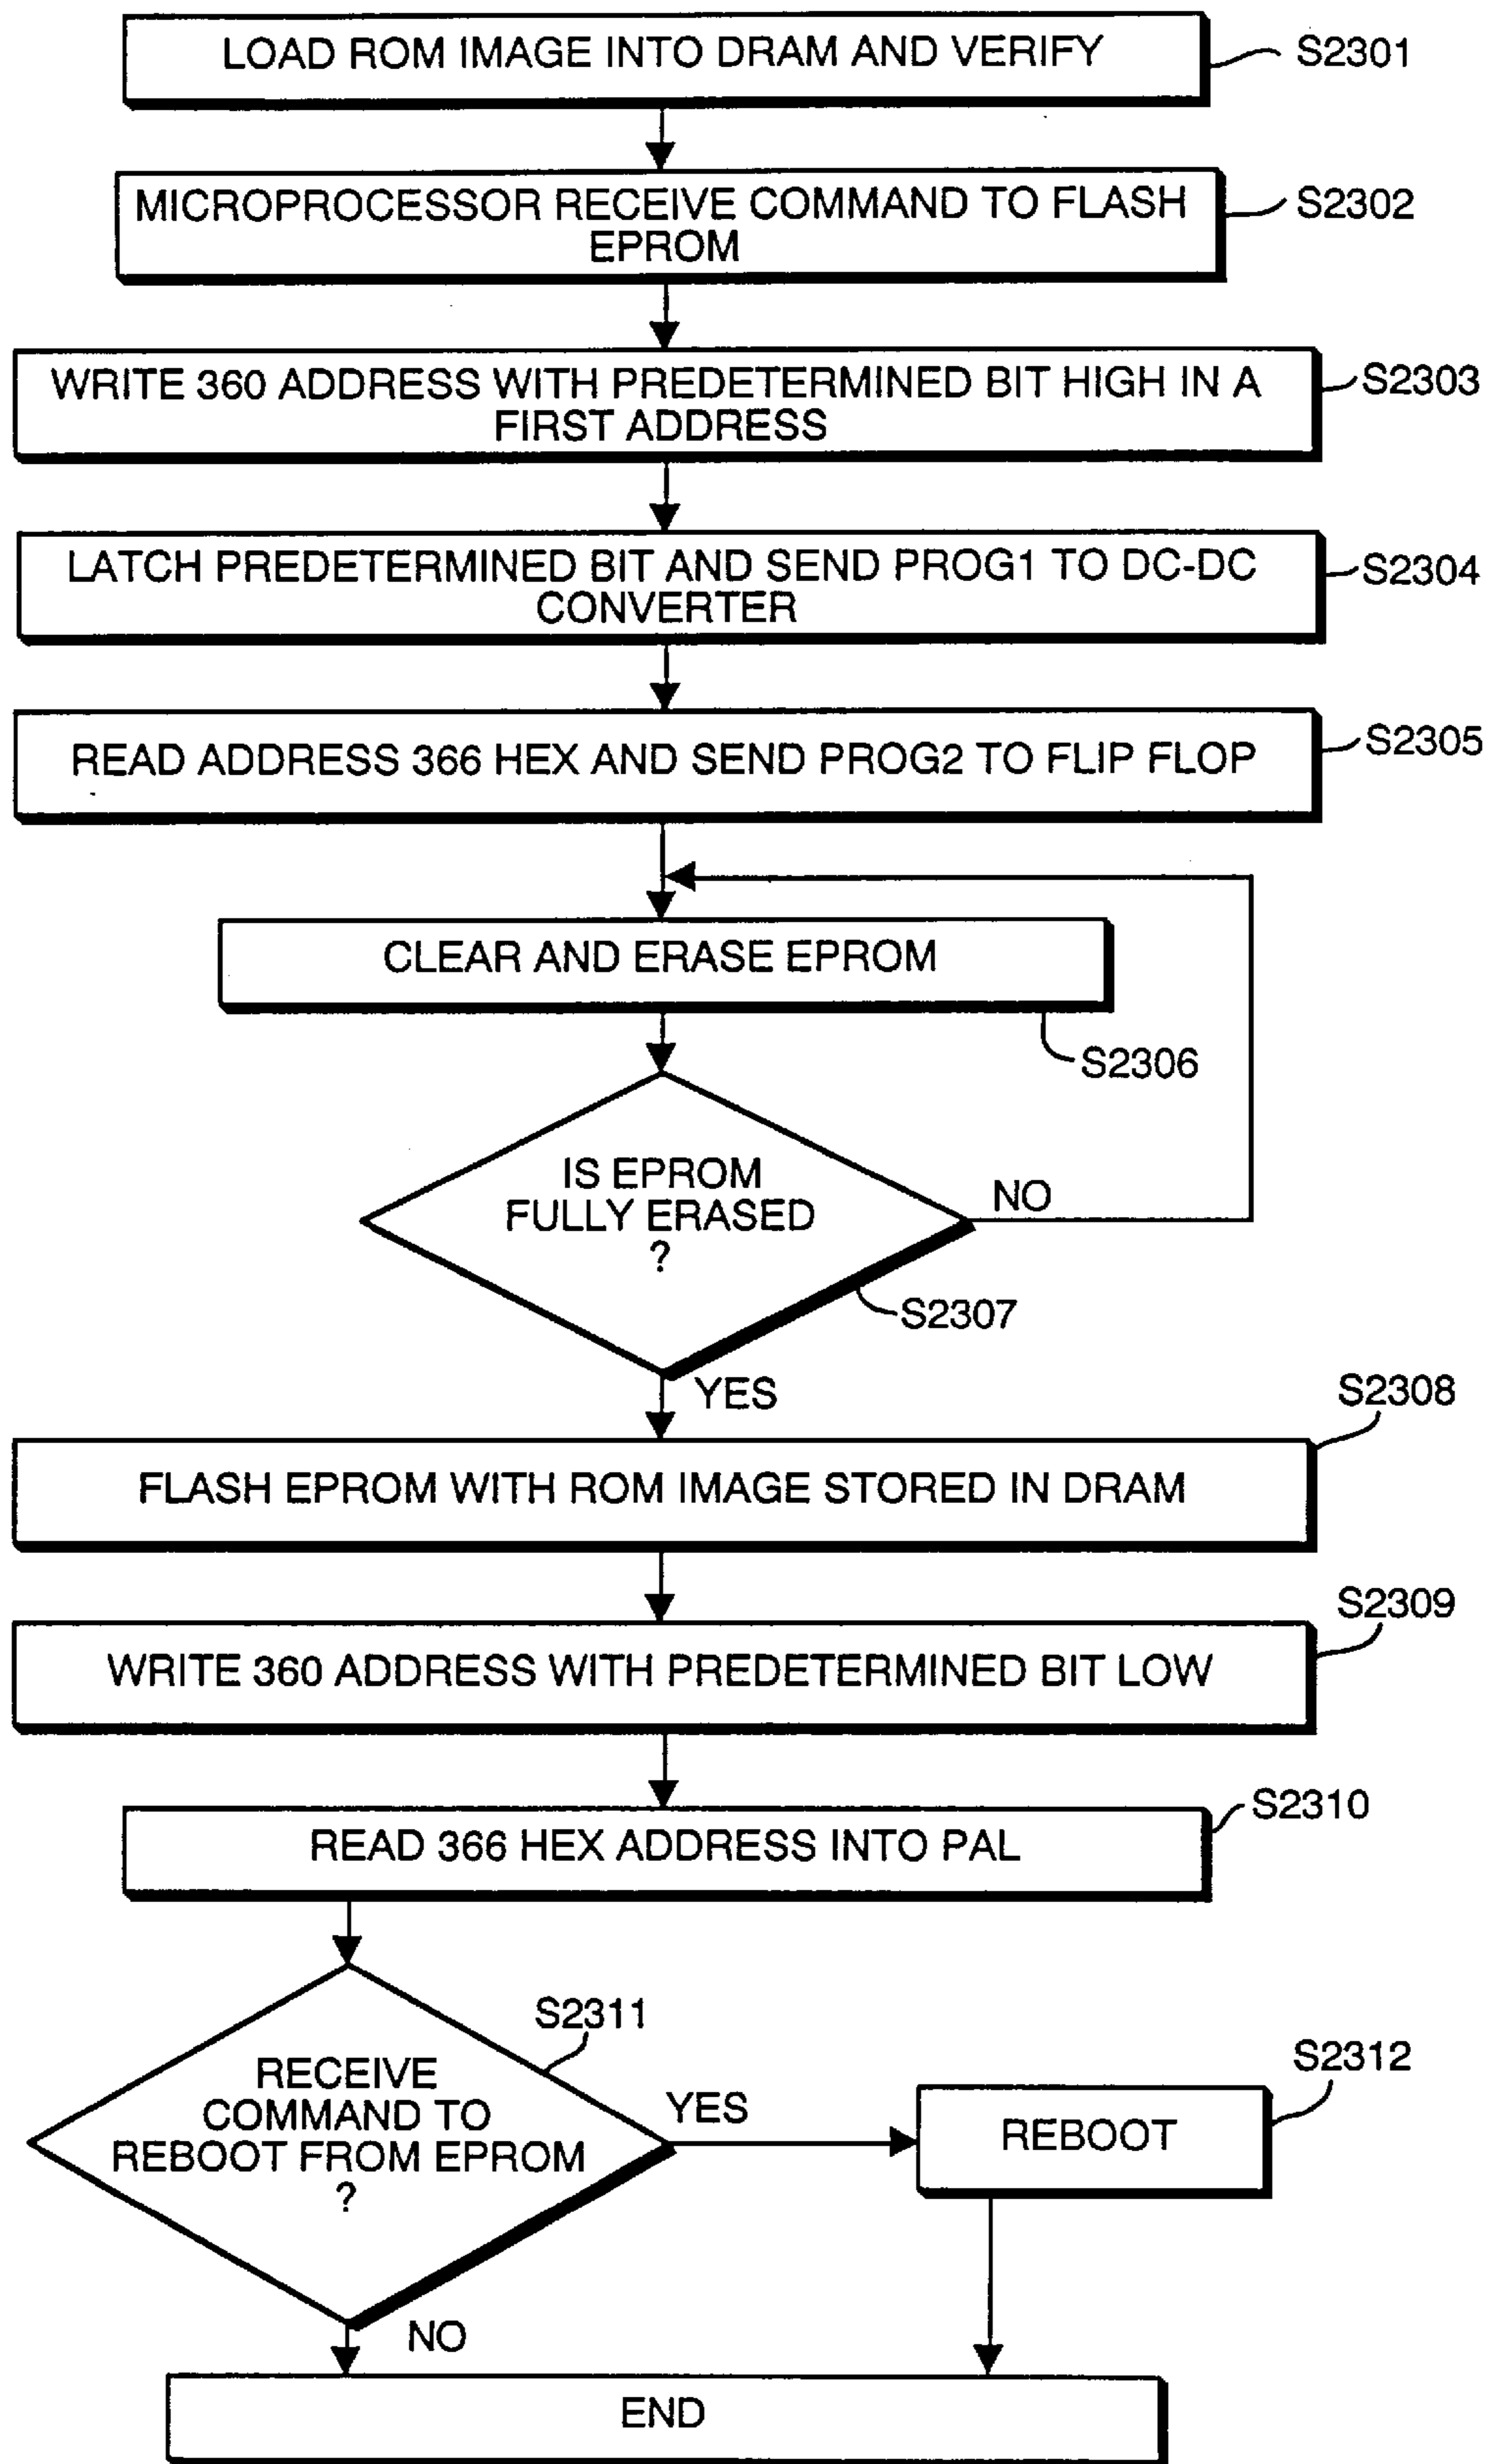 LOAD ROM IMAGE INTO DRAM AND VERIFY
S2301
MICROPROCESSOR RECEIVE COMMAND TO FLASH
EPROM
S2302
WRITE 360 ADDRESS WITH PREDETERMINED BIT HIGH IN A
FIRST ADDRESS
S2303
LATCH PREDETERMINED BIT AND SEND PROG1 TO DC-DC
CONVERTER
S2304
READ ADDRESS 366 HEX AND SEND PROG2 TO FLIP FLOP
S2305
CLEAR AND ERASE EPROM
S2306
IS EPROM
FULLY ERASED
?
NO
S2307
YES
S2308
FLASH EPROM WITH ROM IMAGE STORED IN DRAM
S2309
WRITE 360 ADDRESS WITH PREDETERMINED BIT LOW
S2310
READ 366 HEX ADDRESS INTO PAL
S2311
RECEIVE
COMMAND TO
REBOOT FROM EPROM
?
YES
S2312
REBOOT
NO
END